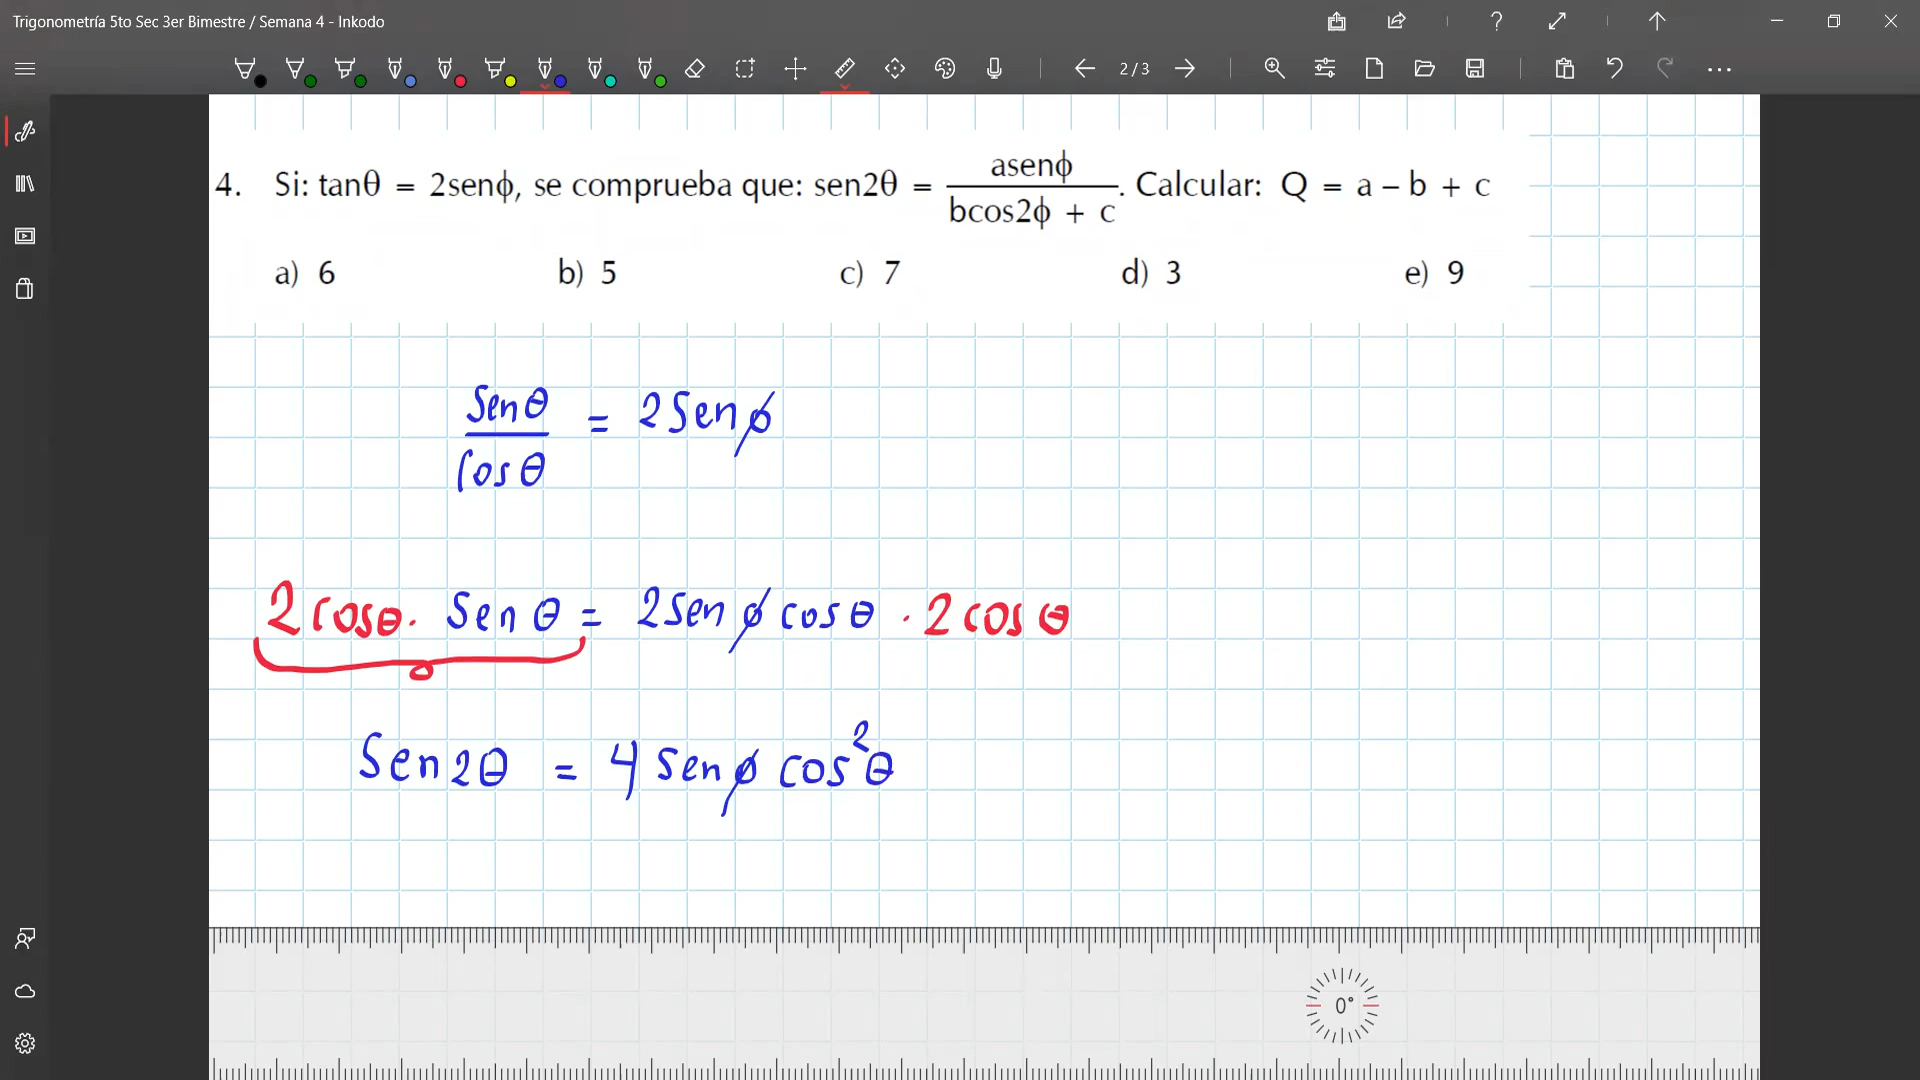 Trigonometría 5to Sec 3er Bimestre / Semana 4 - Inkodo
2 / 3
4. Si: tanθ = 2senϕ, se comprueba que: sen2θ = asenϕ / bcos2ϕ + c. Calcular: Q = a – b + c
a) 6 b) 5 c) 7 d) 3 e) 9
Senθ / Cosθ = 2Senϕ
2cosθ. Senθ = 2senϕ cosθ . 2cosθ
Sen2θ = 4 senϕ cos²θ
0°